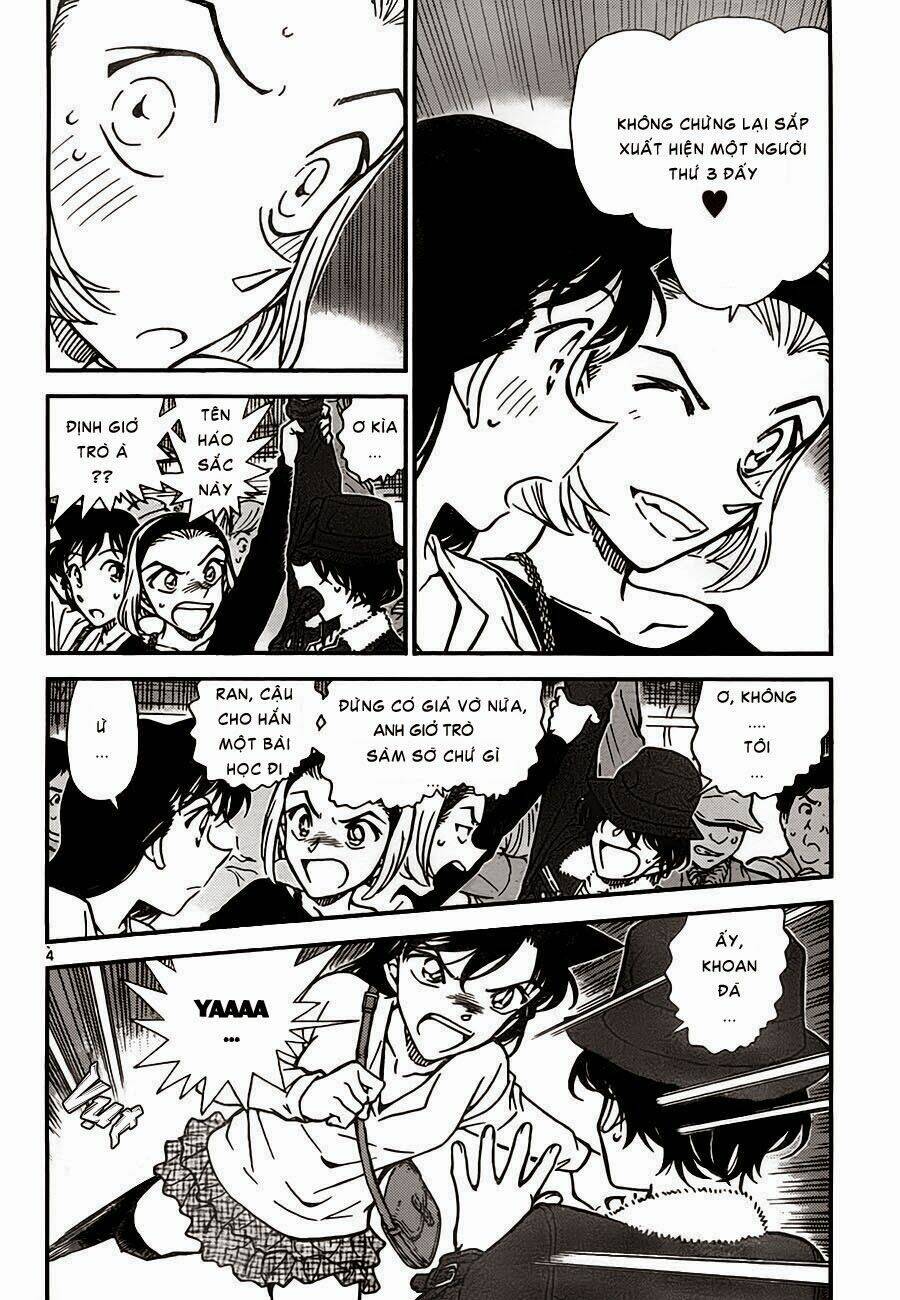 KHÔNG CHỪNG LẠI SẮP
XUẤT HIỆN MỘT NGƯỜI
THỨ 3 ĐẤY
ĐỊNH GIỞ
TRÒ À
??
TÊN
HÁO
SẮC
NÀY
Ơ KÌA
...
Ừ
...
RAN, CẬU
CHO HẮN
MỘT BÀI
HỌC ĐI
ĐỪNG CÓ GIẢ VỜ NỮA,
ANH GIỞ TRÒ
SÀM SỠ CHỨ GÌ
Ơ, KHÔNG
....
TÔI
...
4
YAAAA
...
ẤY,
KHOAN
ĐÃ
...
Vụt